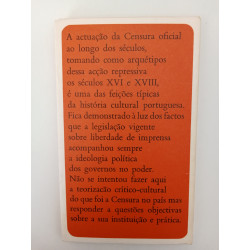 A actuação da Censura oficial
ao longo dos séculos,
tomando como arquétipos
dessa acção repressiva
os séculos XVI e XVIII,
é uma das feições típicas
da história cultural portuguesa.
Fica demonstrado à luz dos factos
que a legislação vigente
sobre liberdade de imprensa
acompanhou sempre
a ideologia política
dos governos no poder.
Não se intentou fazer aqui
a teorização crítico-cultural
do que fui a Censura no país mas
responder a questões objectivas
sobre a sua instituição e prática.